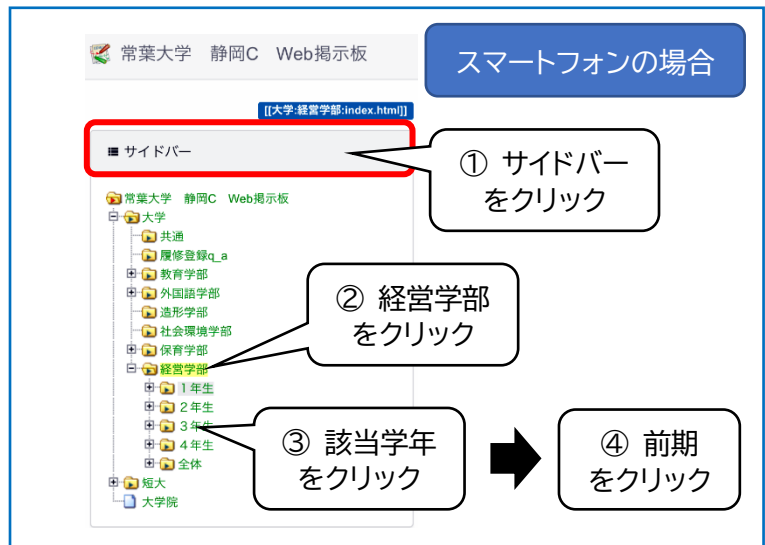 常葉大学　静岡C　Web掲示板
スマートフォンの場合
[[大学:経営学部:index.html]]
サイドバー
① サイドバー
をクリック
常葉大学　静岡C　Web掲示板
大学
共通
履修登録q_a
教育学部
外国語学部
造形学部
社会環境学部
保育学部
経営学部
１年生
２年生
３年生
４年生
全体
短大
大学院
② 経営学部
をクリック
③ 該当学年
をクリック
④ 前期
をクリック